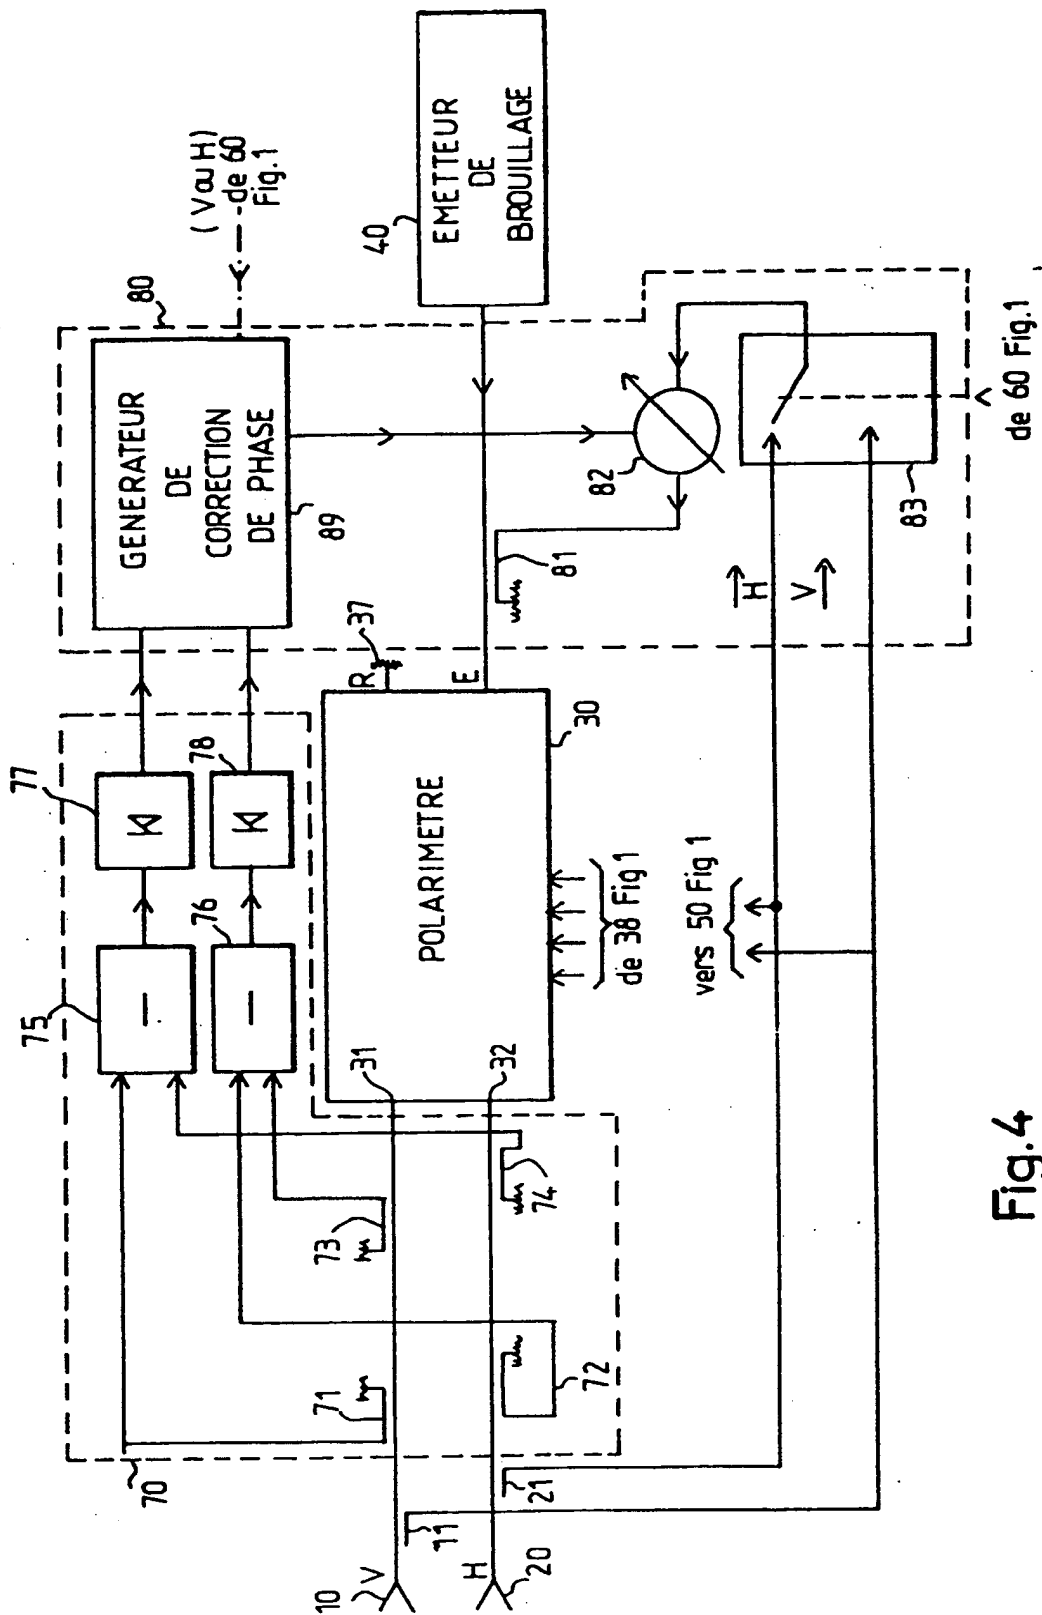 80
(V ou H)
de 60
Fig.1
GENERATEUR
DE
CORRECTION
DE PHASE
89
40
EMETTEUR
DE
BROUILLAGE
77
78
75
76
R
37
E
POLARIMETRE
30
31
32
de 38 Fig 1
81
82
83
H
V
de 60 Fig.1
vers 50 Fig 1
70
71
72
73
74
10
V
11
H
20
21
Fig.4